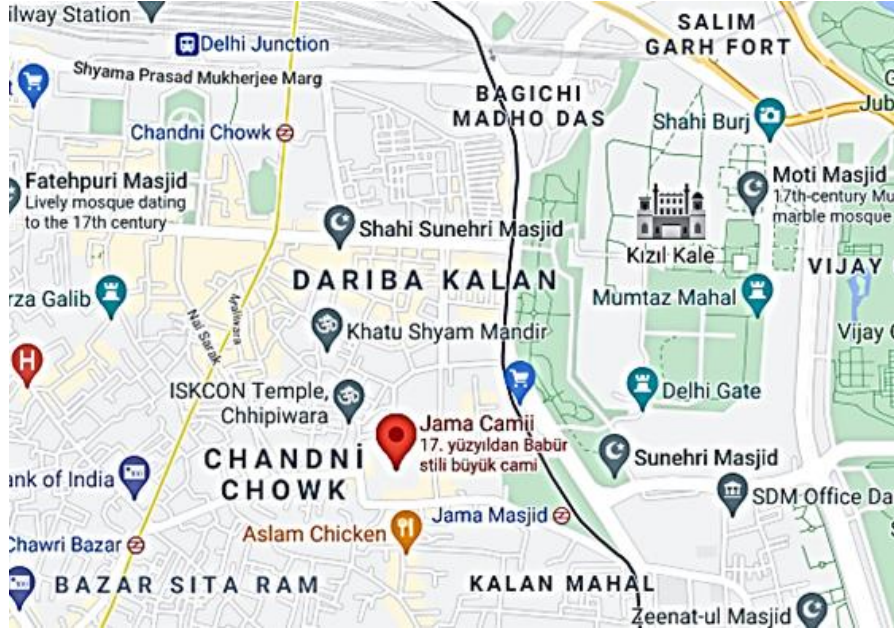 ilway Station
Delhi Junction
SALIM
GARH FORT
Shyama Prasad Mukherjee Marg
BAGICHI
MADHO DAS
Shahi Burj
Jub
Chandni Chowk
Fatehpuri Masjid
Lively mosque dating
to the 17th century
Moti Masjid
17th-century Mu
marble mosque
Shahi Sunehri Masjid
Kızıl Kale
VIJAY
DARIBA KALAN
rza Galib
Mumtaz Mahal
Nai Sarak
Khatu Shyam Mandir
Vijay
H
ISKCON Temple,
Chhipiwara
Delhi Gate
Jama Camii
17. yüzyıldan Babür
stili büyük cami
CHANDNİ
CHOWK
Sunehri Masjid
ank of India
SDM Office Da
Jama Masjid
Aslam Chicken
Chawri Bazar
BAZAR SITA RAM
KALAN MAHAL
Zeenat-ul Masjid